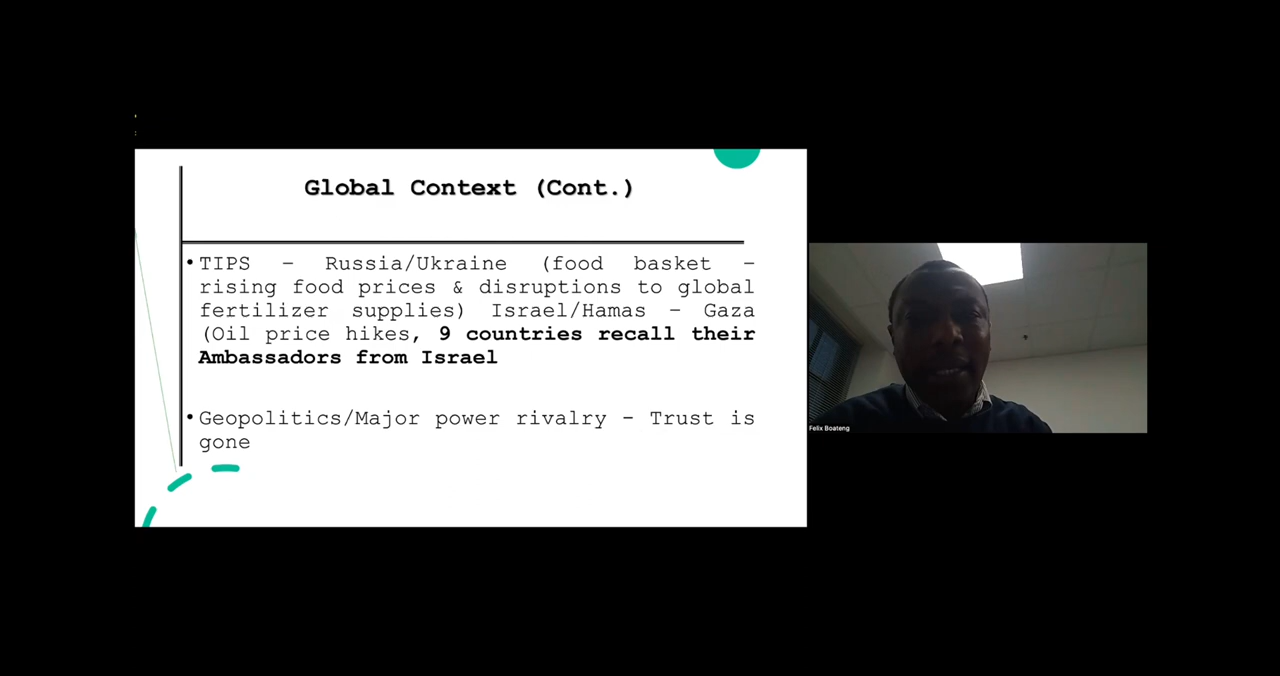 Global Context (Cont.)
• TIPS – Russia/Ukraine (food basket –
rising food prices & disruptions to global
fertilizer supplies) Israel/Hamas – Gaza
(Oil price hikes, 9 countries recall their
Ambassadors from Israel
• Geopolitics/Major power rivalry – Trust is
gone
Felix Boateng